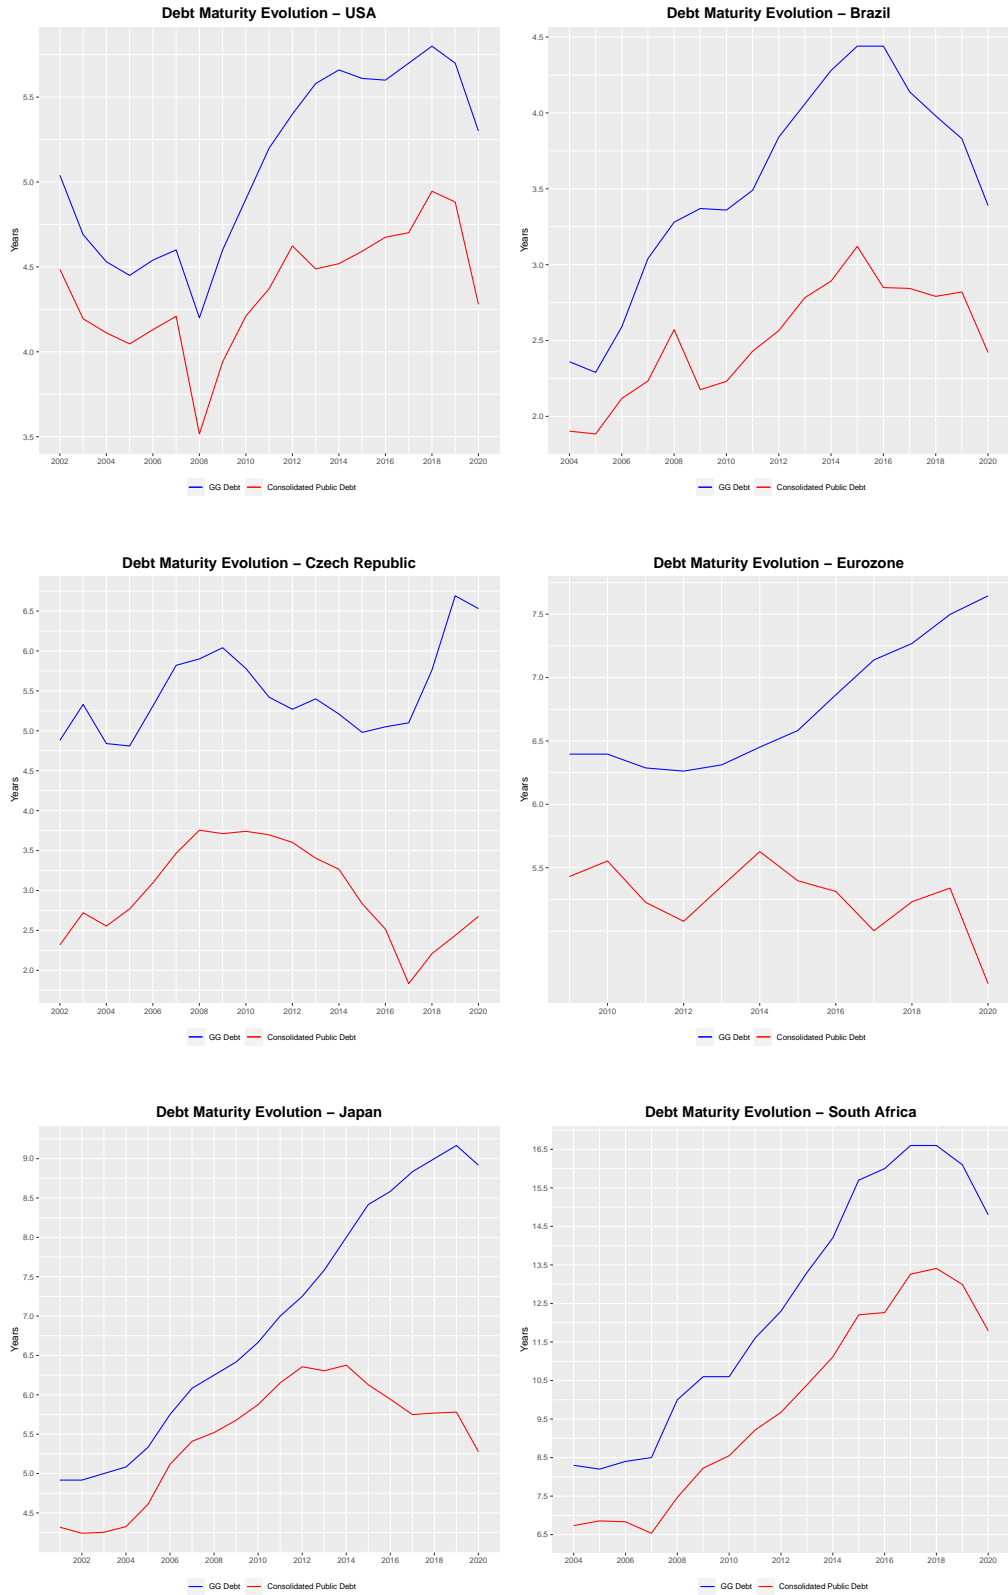 Debt Maturity Evolution – USA
Years
5.5
5.0
4.5
4.0
3.5
2002 2004 2006 2008 2010 2012 2014 2016 2018 2020
GG Debt Consolidated Public Debt
Debt Maturity Evolution – Brazil
Years
4.5
4.0
3.5
3.0
2.5
2.0
2004 2006 2008 2010 2012 2014 2016 2018 2020
GG Debt Consolidated Public Debt
Debt Maturity Evolution – Czech Republic
Years
6.5
6.0
5.5
5.0
4.5
4.0
3.5
3.0
2.5
2.0
2002 2004 2006 2008 2010 2012 2014 2016 2018 2020
GG Debt Consolidated Public Debt
Debt Maturity Evolution – Eurozone
Years
7.5
7.0
6.5
6.0
5.5
2010 2012 2014 2016 2018 2020
GG Debt Consolidated Public Debt
Debt Maturity Evolution – Japan
Years
9.0
8.5
8.0
7.5
7.0
6.5
6.0
5.5
5.0
4.5
2002 2004 2006 2008 2010 2012 2014 2016 2018 2020
GG Debt Consolidated Public Debt
Debt Maturity Evolution – South Africa
Years
16.5
15.5
14.5
13.5
12.5
11.5
10.5
9.5
8.5
7.5
6.5
2004 2006 2008 2010 2012 2014 2016 2018 2020
GG Debt Consolidated Public Debt